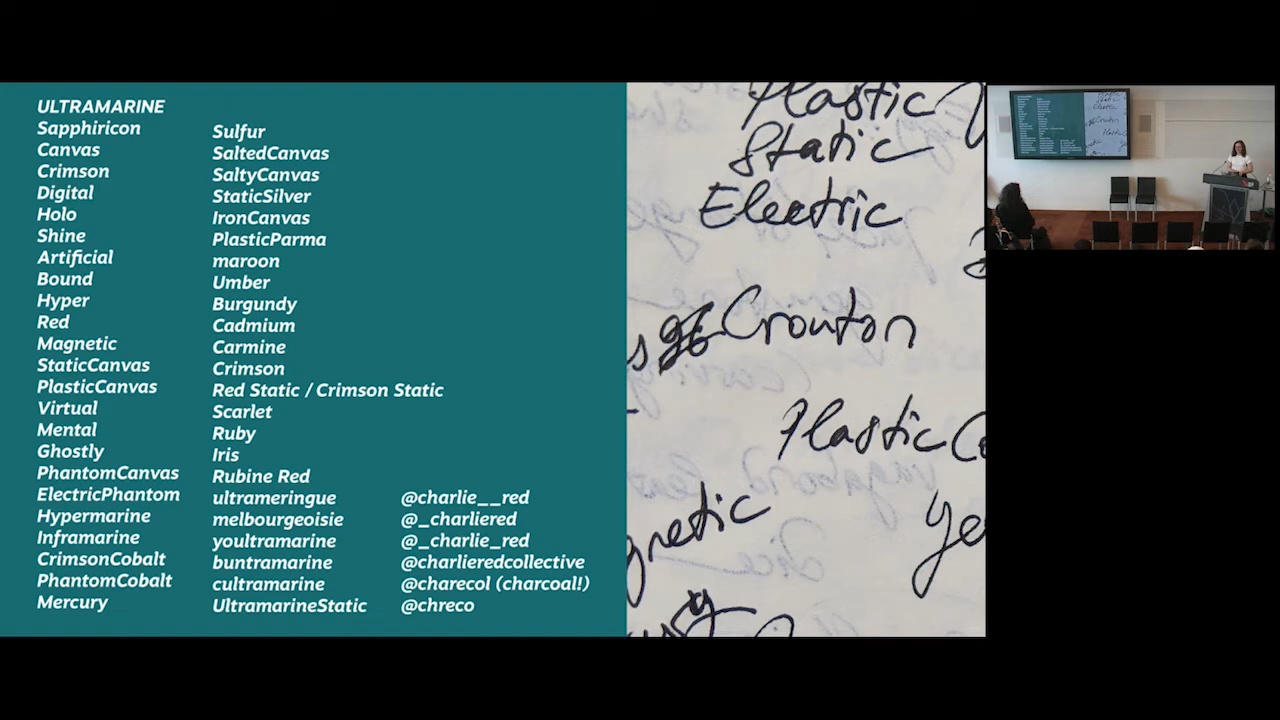 ULTRAMARINE
Sapphiricon
Canvas
Crimson
Digital
Holo
Shine
Artificial
Bound
Hyper
Red
Magnetic
StaticCanvas
PlasticCanvas
Virtual
Mental
Ghostly
PhantomCanvas
ElectricPhantom
Hypermarine
Inframarine
CrimsonCobalt
PhantomCobalt
Mercury
Sulfur
SaltedCanvas
SaltyCanvas
StaticSilver
IronCanvas
PlasticParma
maroon
Umber
Burgundy
Cadmium
Carmine
Crimson
Red Static / Crimson Static
Scarlet
Ruby
Iris
Rubine Red
ultrameringue
melbourgeoisie
youltramarine
buntramarine
cultramarine
UltramarineStatic
@charlie__red
@_charliered
@_charlie_red
@charlieredcollective
@charecol (charcoal!)
@chreco
Plastic
Static
Electric
Crouton
Plastic